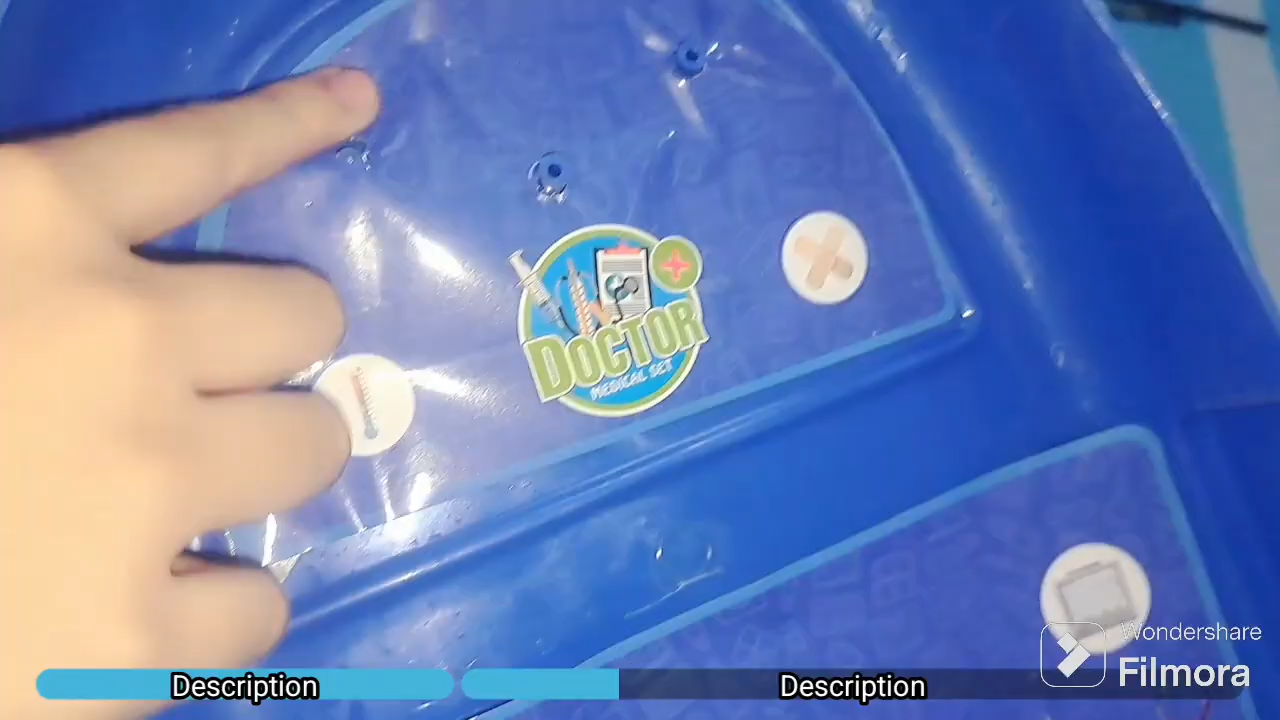 DOCTOR
MEDICAL SET
Wondershare
Filmora
Description
Description